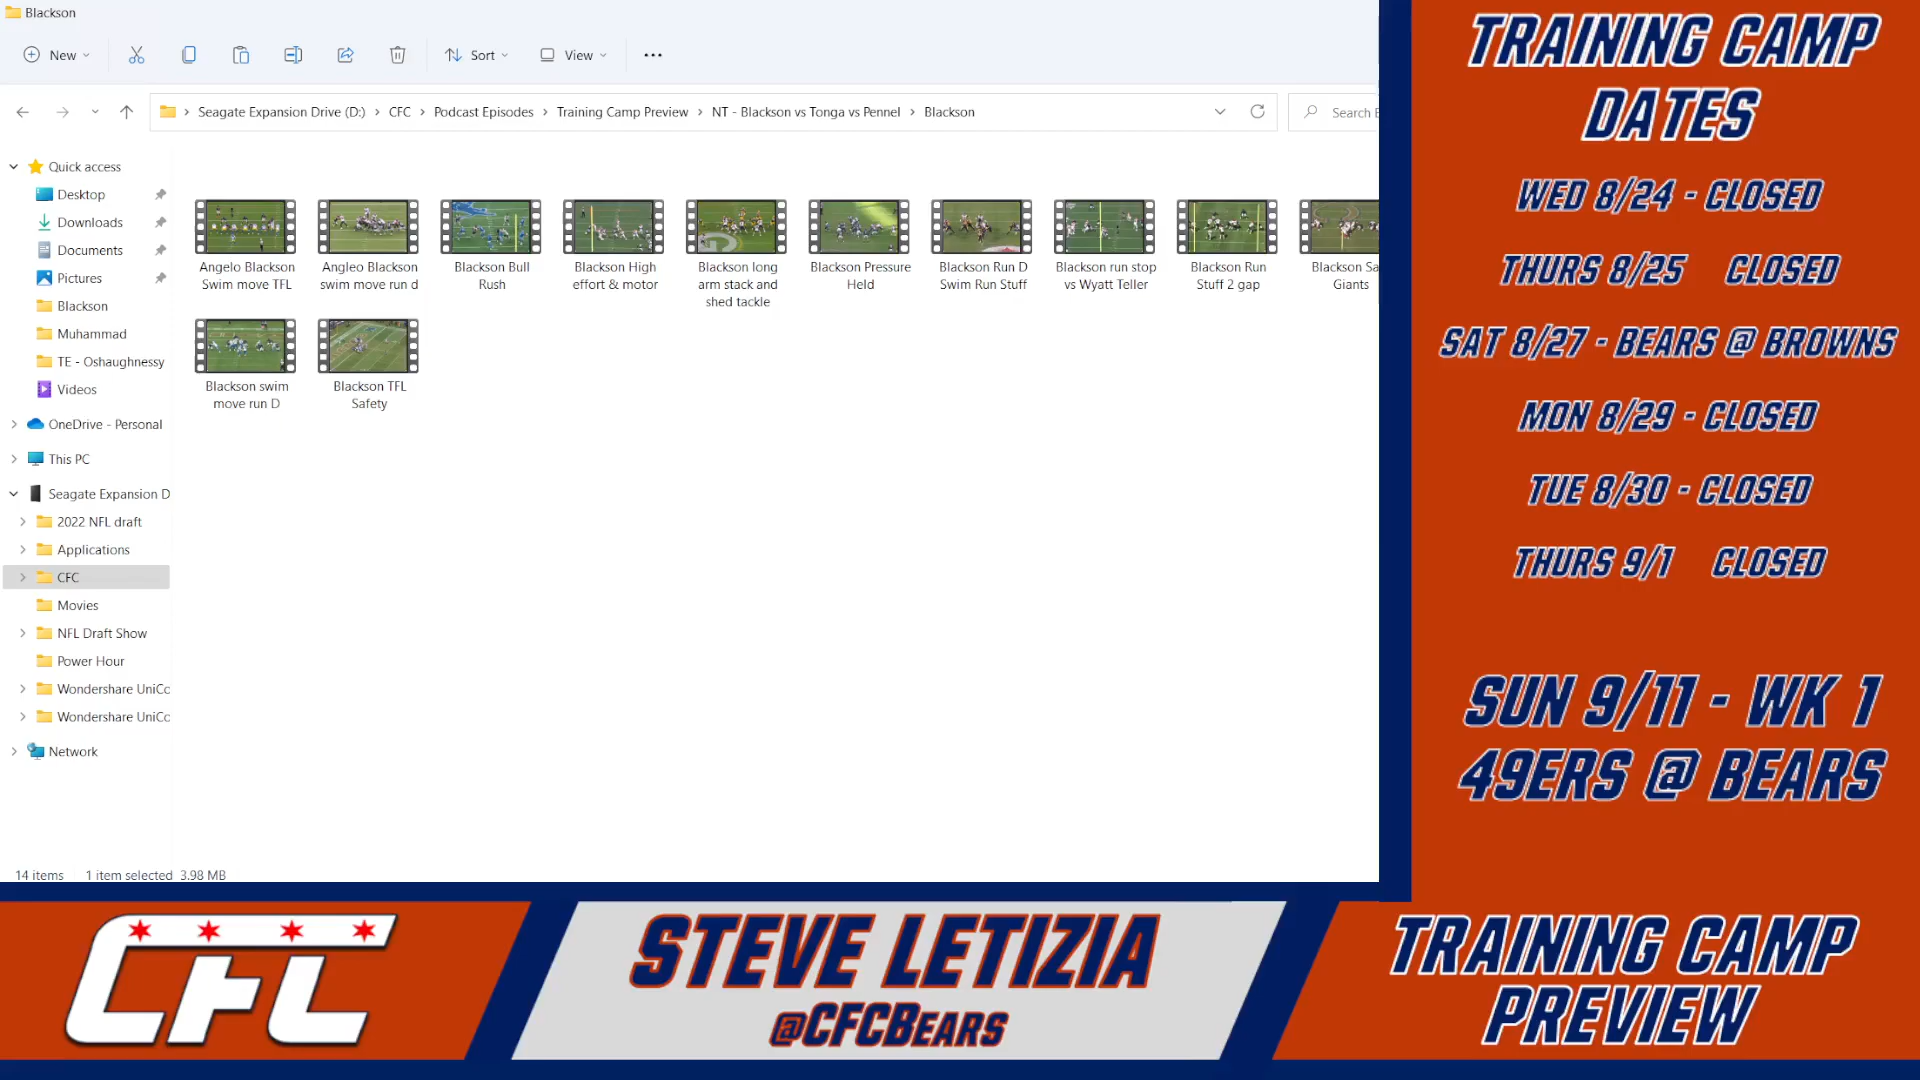 Blackson
New
Sort
View
Seagate Expansion Drive (D:) > CFC > Podcast Episodes > Training Camp Preview > NT - Blackson vs Tonga vs Pennel > Blackson
Search
Quick access
Desktop
Downloads
Documents
Pictures
Blackson
Muhammad
TE - Oshaughnessy
Videos
OneDrive - Personal
This PC
Seagate Expansion D
2022 NFL draft
Applications
CFC
Movies
NFL Draft Show
Power Hour
Wondershare UniCo
Wondershare UniCo
Network
Angelo Blackson
Swim move TFL
Angleo Blackson
swim move run d
Blackson Bull
Rush
Blackson High
effort & motor
Blackson long
arm stack and
shed tackle
Blackson Pressure
Held
Blackson Run D
Swim Run Stuff
Blackson run stop
vs Wyatt Teller
Blackson Run
Stuff 2 gap
Blackson Sa
Giants
Blackson swim
move run D
Blackson TFL
Safety
14 items
1 item selected 3.98 MB
TRAINING CAMP
DATES
WED 8/24 - CLOSED
THURS 8/25 CLOSED
SAT 8/27 - BEARS @ BROWNS
MON 8/29 - CLOSED
TUE 8/30 - CLOSED
THURS 9/1 CLOSED
SUN 9/11 - WK 1
49ERS @ BEARS
CFC
STEVE LETIZIA
@CFCBEARS
TRAINING CAMP
PREVIEW